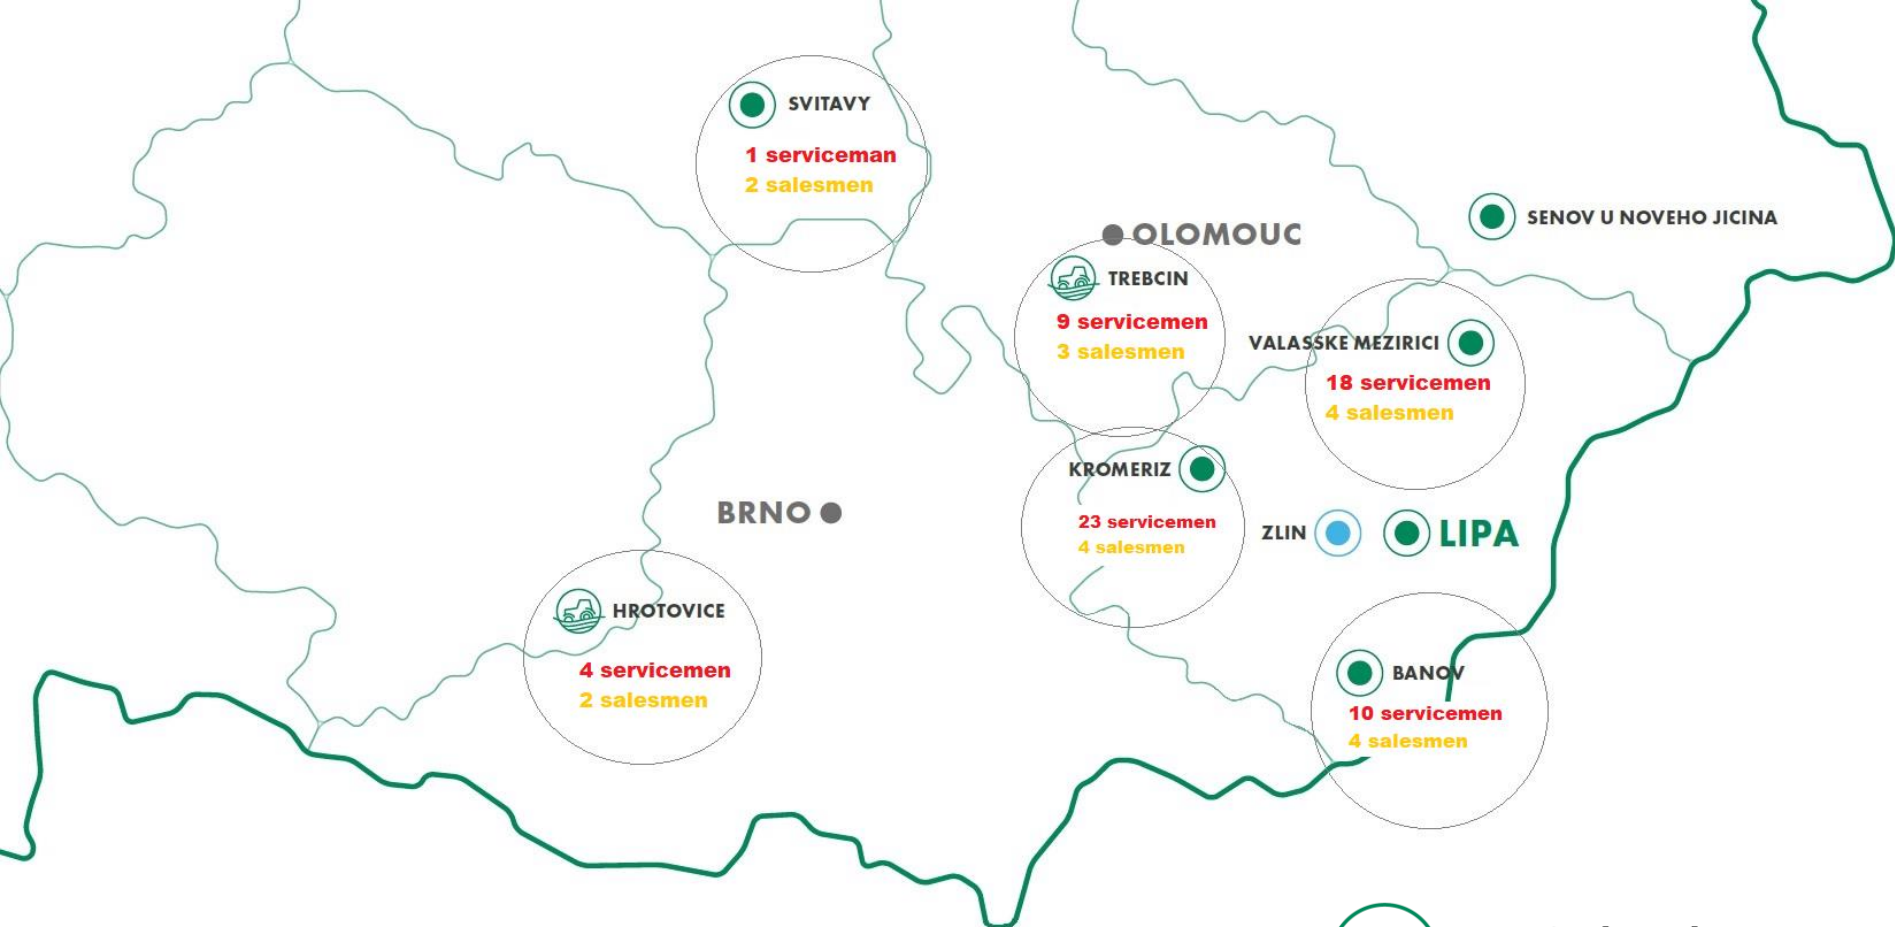 SVITAVY
1 serviceman
2 salesmen
OLOMOUC
SENOV U NOVEHO JICINA
TREBCIN
9 servicemen
3 salesmen
VALASSKE MEZIRICI
18 servicemen
4 salesmen
KROMERIZ
23 servicemen
4 salesmen
BRNO
ZLIN
LIPA
HROTOVICE
4 servicemen
2 salesmen
BANOV
10 servicemen
4 salesmen